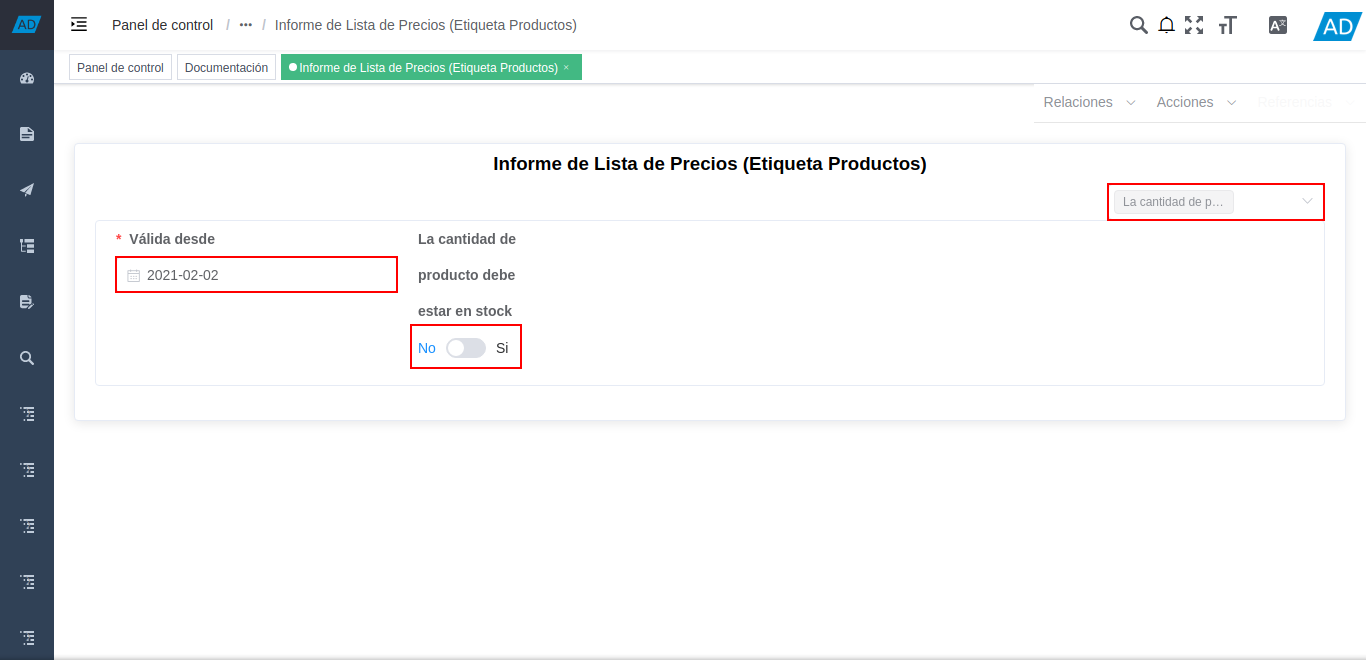 AD
Panel de control / ••• / Informe de Lista de Precios (Etiqueta Productos)
AD
Panel de control
Documentación
Informe de Lista de Precios (Etiqueta Productos) ×
Relaciones
Acciones
Referencias
Informe de Lista de Precios (Etiqueta Productos)
La cantidad de p…
* Válida desde
2021-02-02
La cantidad de
producto debe
estar en stock
No Si